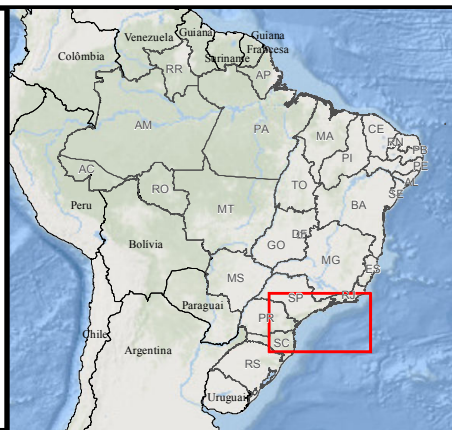 Venezuela
Guiana
Guiana
Francesa
Suriname
Colômbia
RR
AP
AM
PA
MA
CE
RN
PB
PE
AL
SE
PI
AC
TO
RO
BA
Peru
MT
DF
GO
Bolívia
MG
ES
MS
SP
RJ
Paraguai
PR
Chile
SC
Argentina
RS
Uruguai